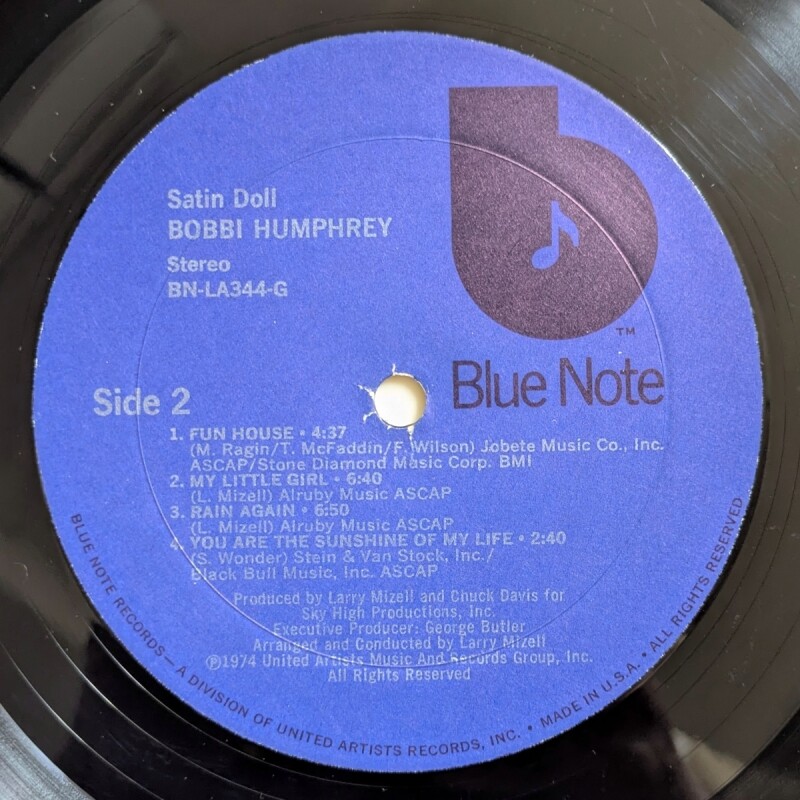 Satin Doll
BOBBI HUMPHREY
Stereo
BN-LA344-G
TM
Blue Note
Side 2
1. FUN HOUSE • 4:37
(M. Ragin/T. McFaddin/F. Wilson) Jobete Music Co., Inc.
ASCAP/Stone Diamond Music Corp. BMI
2. MY LITTLE GIRL • 6:40
(L. Mizell) Alruby Music ASCAP
3. RAIN AGAIN • 6:50
(L. Mizell) Alruby Music ASCAP
4. YOU ARE THE SUNSHINE OF MY LIFE • 2:40
(S. Wonder) Stein & Van Stock, Inc./
Black Bull Music, Inc. ASCAP
Produced by Larry Mizell and Chuck Davis for
Sky High Productions, Inc.
Executive Producer: George Butler
Arranged and Conducted by Larry Mizell
℗1974 United Artists Music And Records Group, Inc.
All Rights Reserved
BLUE NOTE RECORDS — A DIVISION OF UNITED ARTISTS RECORDS, INC. • MADE IN U.S.A. • ALL RIGHTS RESERVED